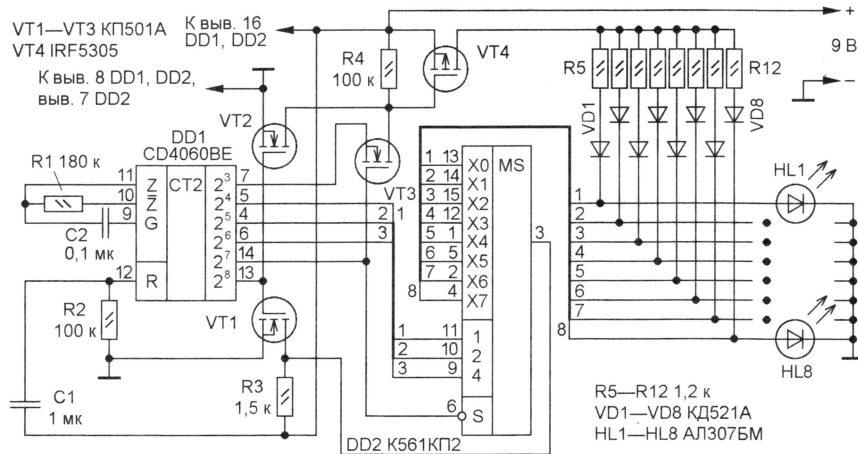 VT1—VT3 КП501А
VT4 IRF5305
К выв. 16
DD1, DD2
К выв. 8 DD1, DD2,
выв. 7 DD2
R4
100 к
VT4
+
9 В
−
R5
R12
VT2
VD1
VD8
DD1
CD4060BE
R1 180 к
C2
0,1 мк
11
10
9
12
Z
Z
G
R
CT2
2³
2⁴
2⁵
2⁶
2⁷
2⁸
7
5
4
6
14
13
1
2
3
VT3
1 13
2 14
3 15
4 12
5 1
6 5
7 2
8 4
X0
X1
X2
X3
X4
X5
X6
X7
MS
3
1
2
3
4
5
6
7
8
HL1
HL8
R2
100 к
VT1
C1
1 мк
R3
1,5 к
1 11
2 10
3 9
1
2
4
6
S
DD2 К561КП2
R5—R12 1,2 к
VD1—VD8 КД521А
HL1—HL8 АЛ307БМ